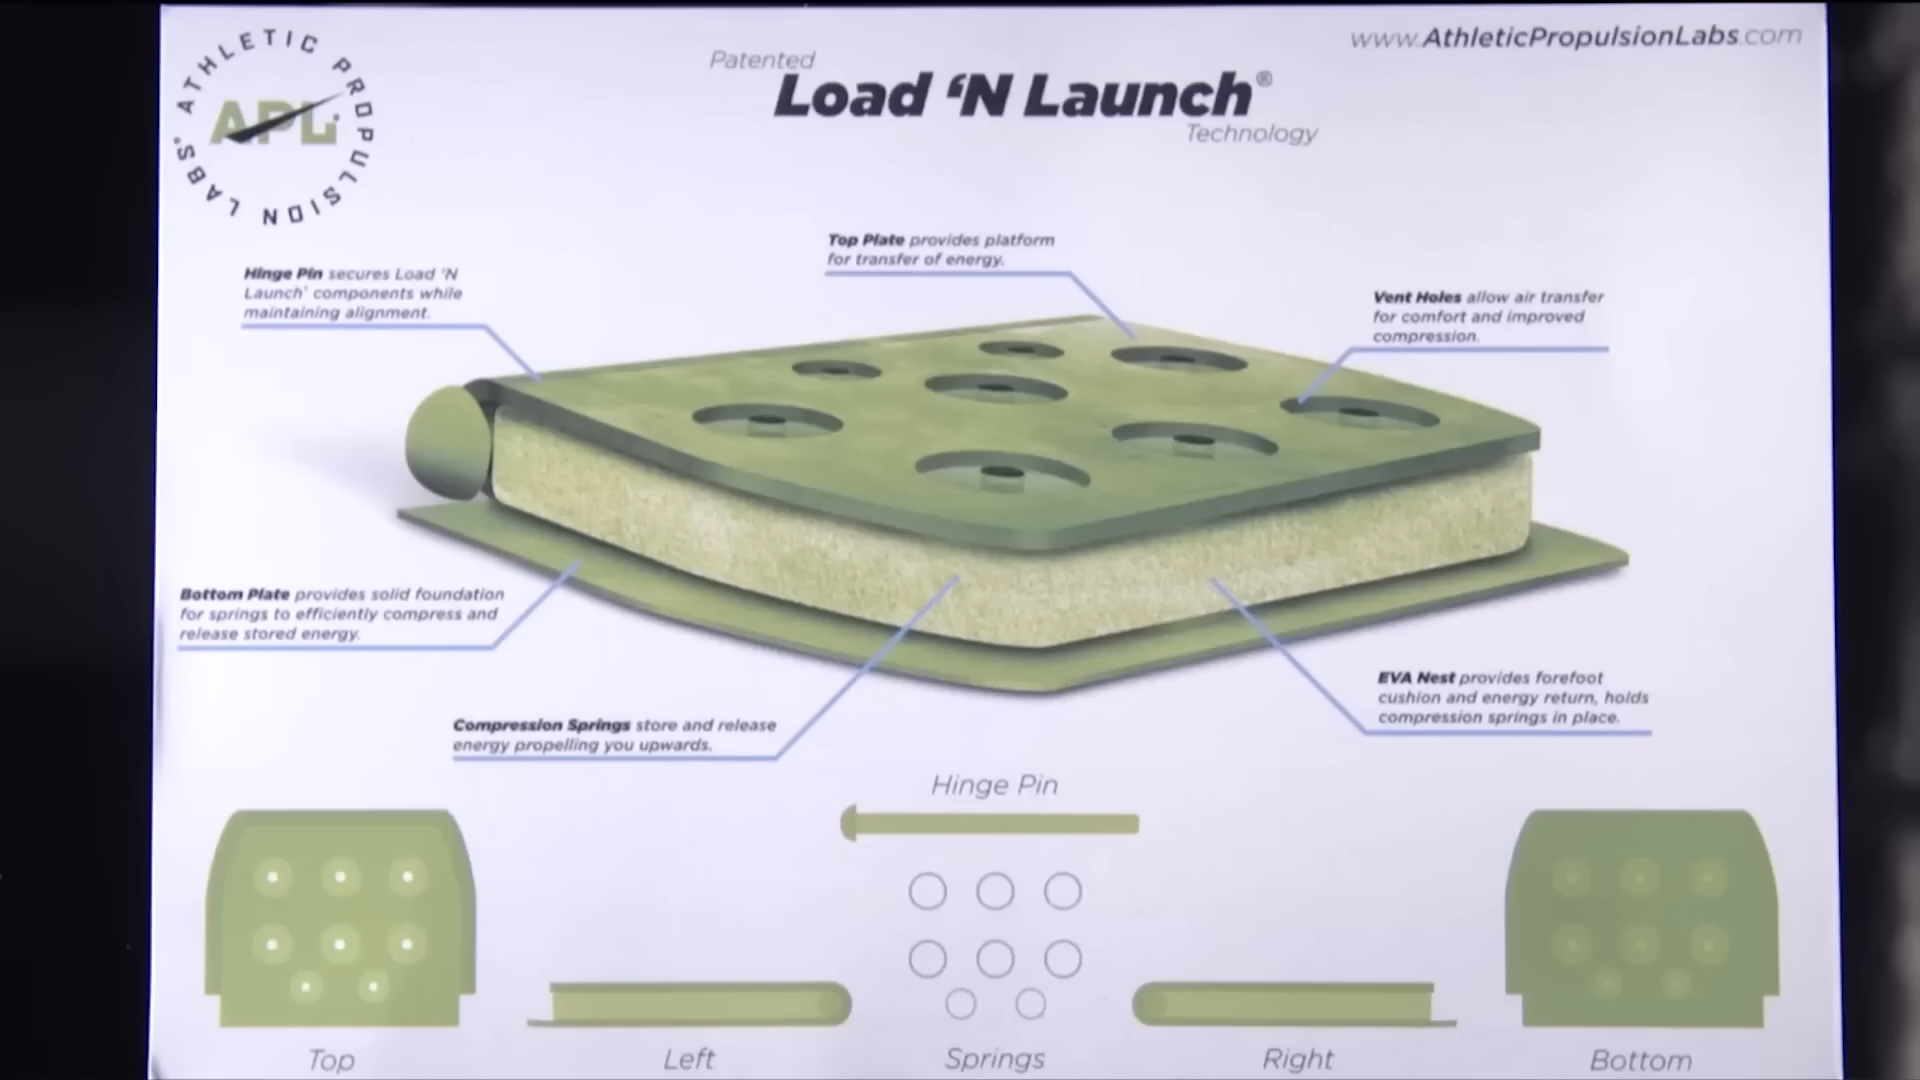 ATHLETIC PROPULSION LABS®
APL®
www.AthleticPropulsionLabs.com
Patented
Load ‘N Launch®
Technology
Top Plate provides platform
for transfer of energy.
Hinge Pin secures Load ‘N
Launch’ components while
maintaining alignment.
Vent Holes allow air transfer
for comfort and improved
compression.
Bottom Plate provides solid foundation
for springs to efficiently compress and
release stored energy.
EVA Nest provides forefoot
cushion and energy return, holds
compression springs in place.
Compression Springs store and release
energy propelling you upwards.
Hinge Pin
Top
Left
Springs
Right
Bottom